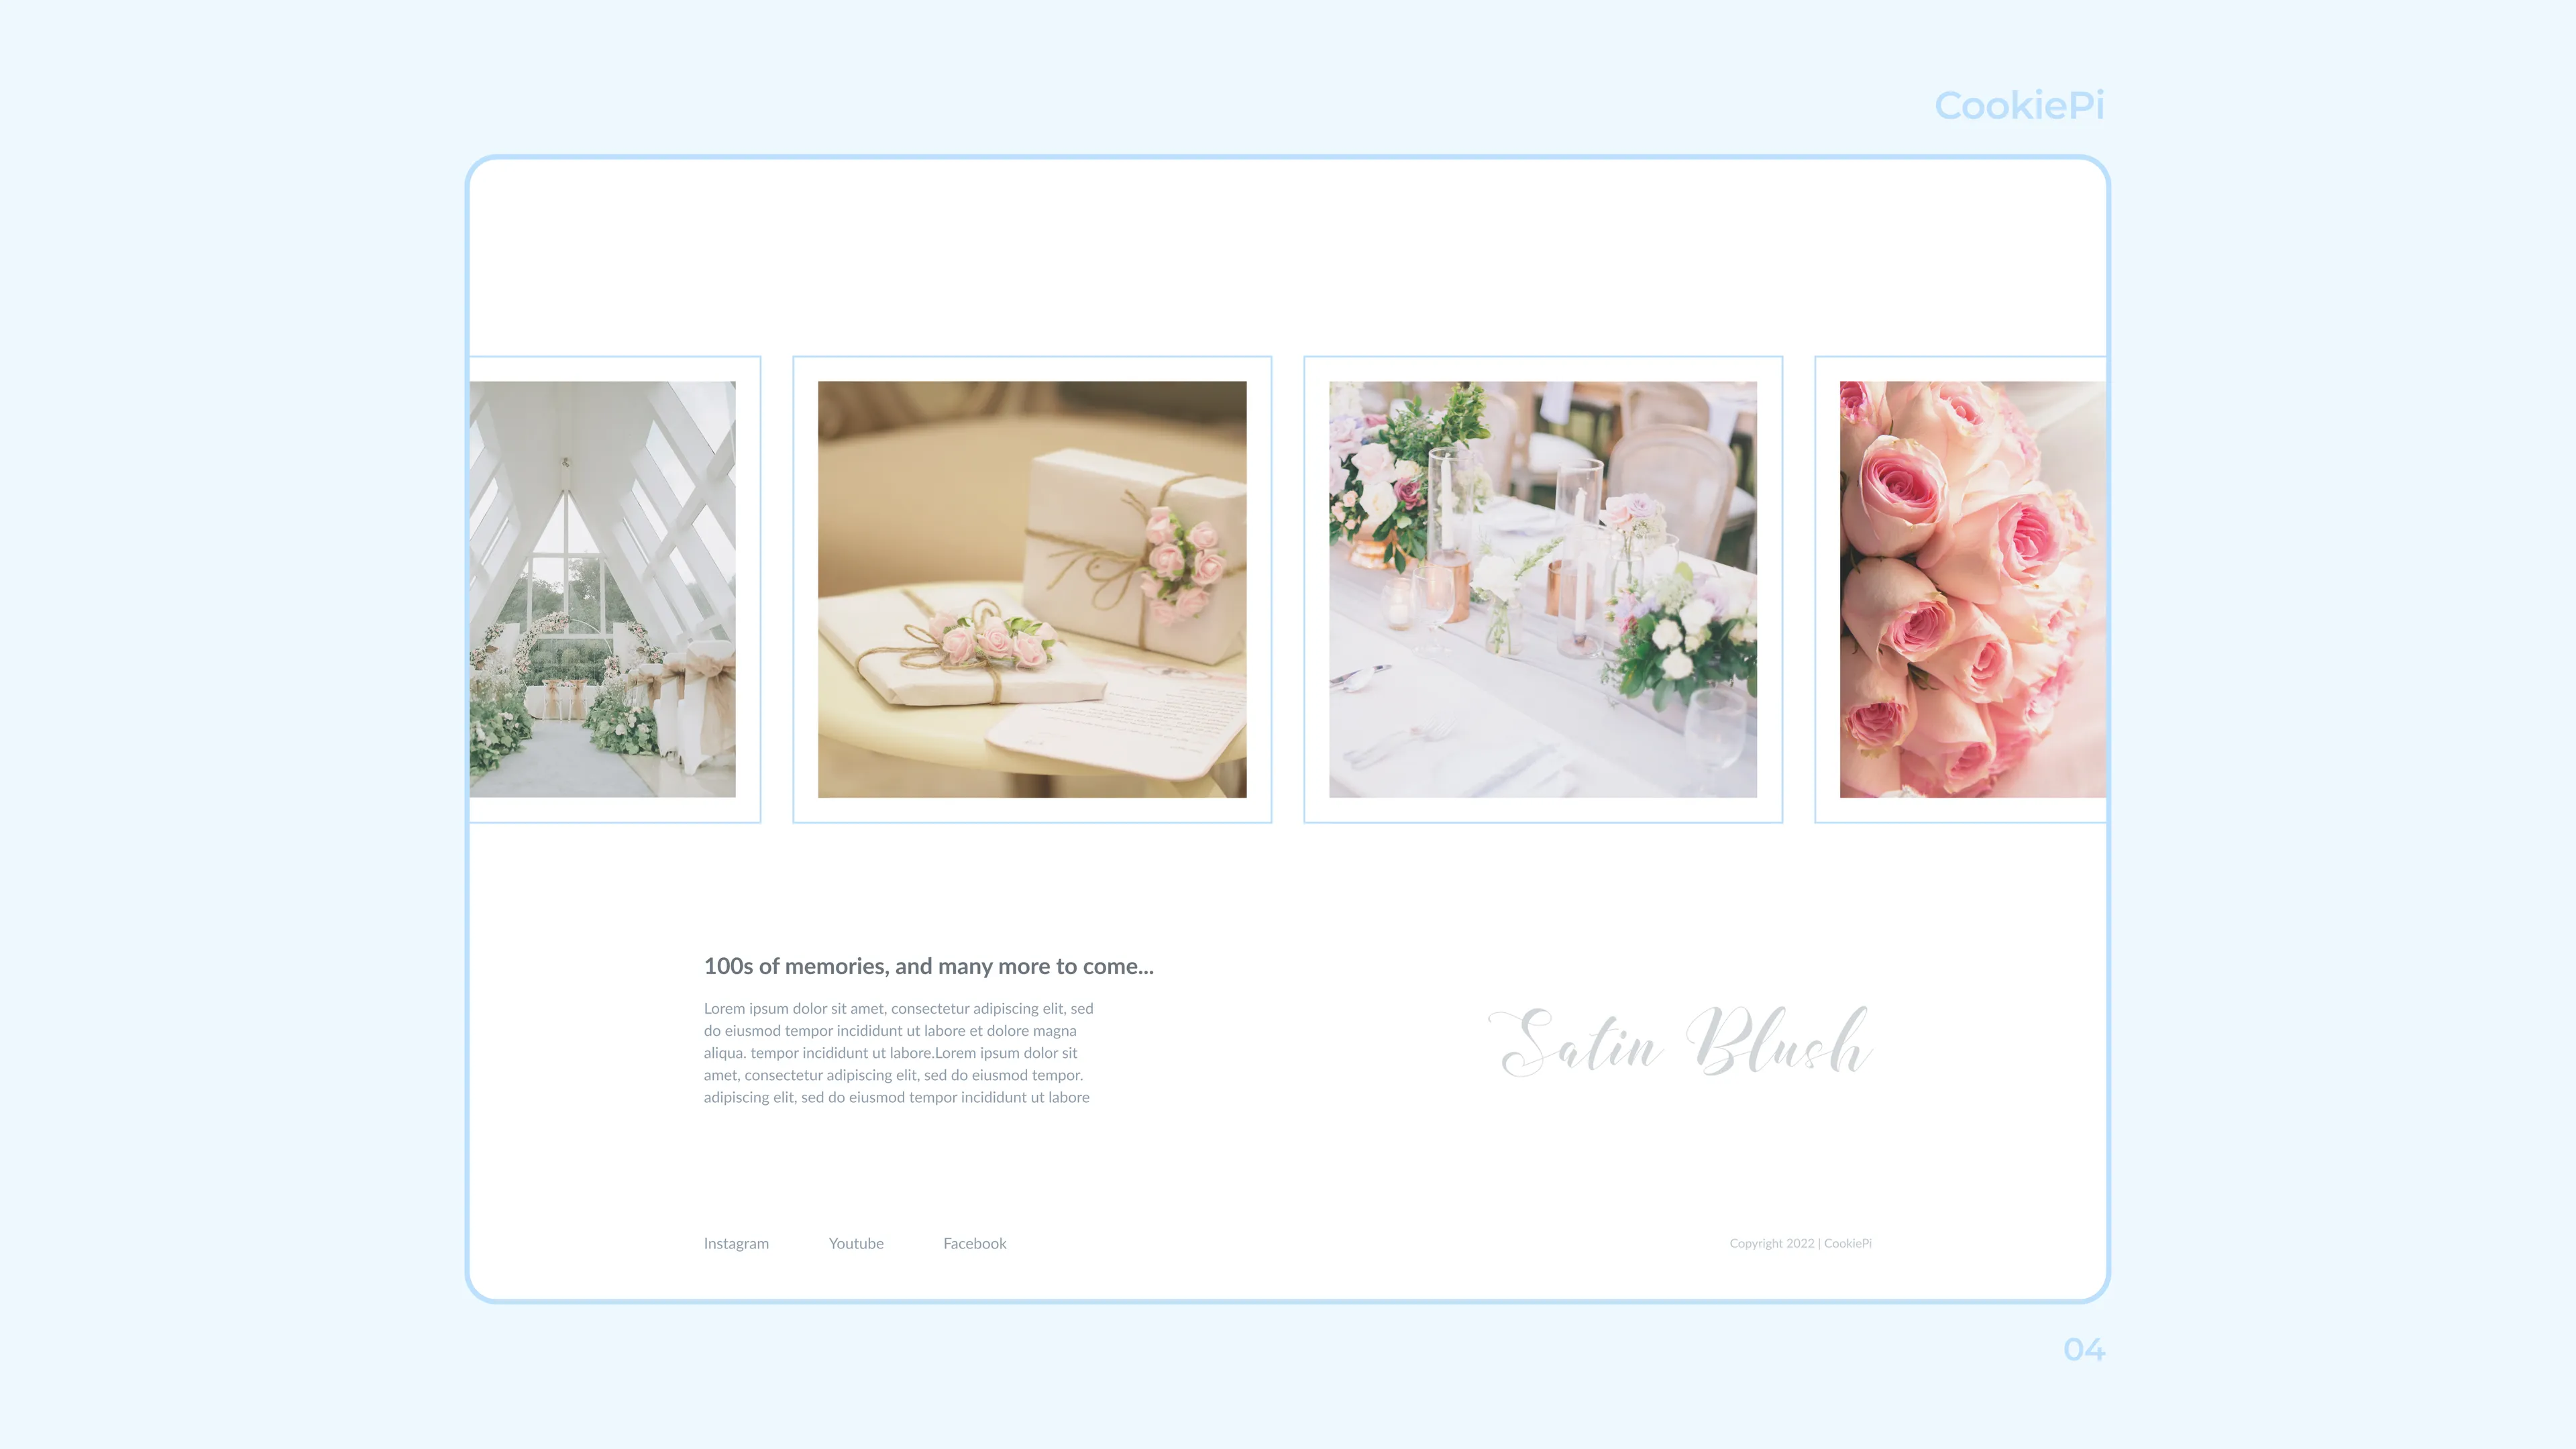 CookiePi
100s of memories, and many more to come...
Lorem ipsum dolor sit amet, consectetur adipiscing elit, sed
do eiusmod tempor incididunt ut labore et dolore magna
aliqua. tempor incididunt ut labore.Lorem ipsum dolor sit
amet, consectetur adipiscing elit, sed do eiusmod tempor.
adipiscing elit, sed do eiusmod tempor incididunt ut labore
Satin Blush
Instagram Youtube Facebook
Copyright 2022 | CookiePi
04